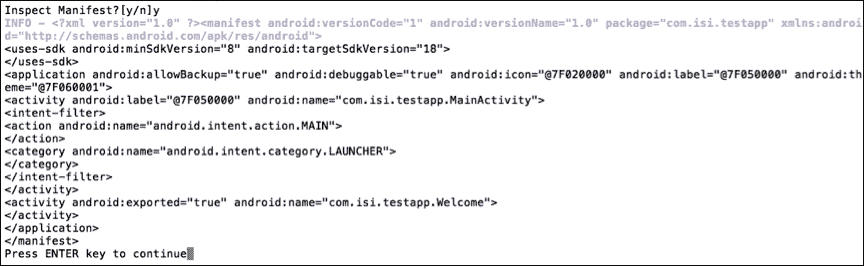 Inspect Manifest?[y/n]y
INFO - <?xml version="1.0" ?><manifest android:versionCode="1" android:versionName="1.0" package="com.isi.testapp" xmlns:androi
d="http://schemas.android.com/apk/res/android">
<uses-sdk android:minSdkVersion="8" android:targetSdkVersion="18">
</uses-sdk>
<application android:allowBackup="true" android:debuggable="true" android:icon="@7F020000" android:label="@7F050000" android:th
eme="@7F060001">
<activity android:label="@7F050000" android:name="com.isi.testapp.MainActivity">
<intent-filter>
<action android:name="android.intent.action.MAIN">
</action>
<category android:name="android.intent.category.LAUNCHER">
</category>
</intent-filter>
</activity>
<activity android:exported="true" android:name="com.isi.testapp.Welcome">
</activity>
</application>
</manifest>
Press ENTER key to continue